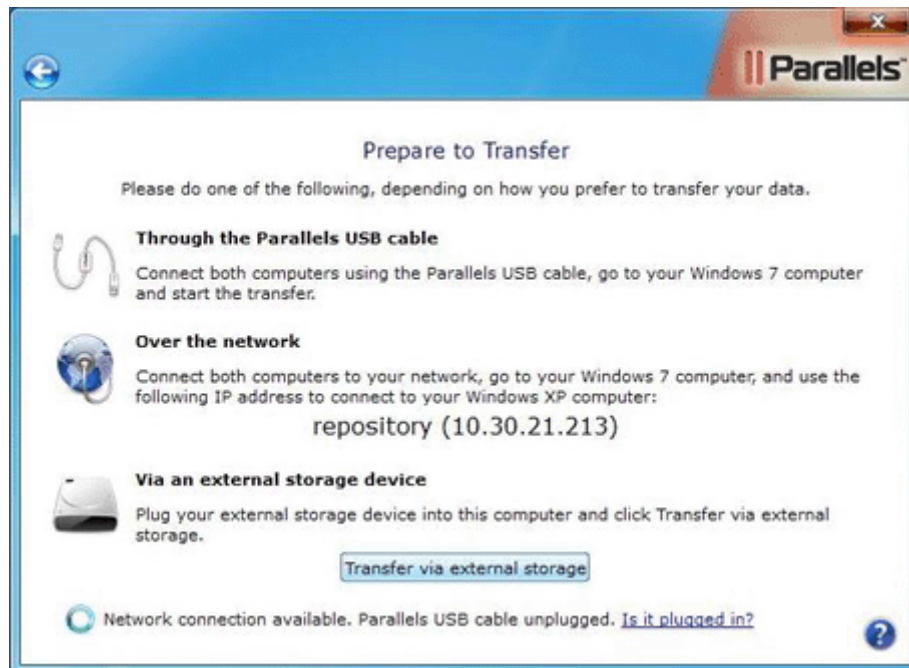 Parallels™
Prepare to Transfer
Please do one of the following, depending on how you prefer to transfer your data.
Through the Parallels USB cable
Connect both computers using the Parallels USB cable, go to your Windows 7 computer
and start the transfer.
Over the network
Connect both computers to your network, go to your Windows 7 computer, and use the
following IP address to connect to your Windows XP computer:
repository (10.30.21.213)
Via an external storage device
Plug your external storage device into this computer and click Transfer via external
storage.
Transfer via external storage
Network connection available. Parallels USB cable unplugged. Is it plugged in?